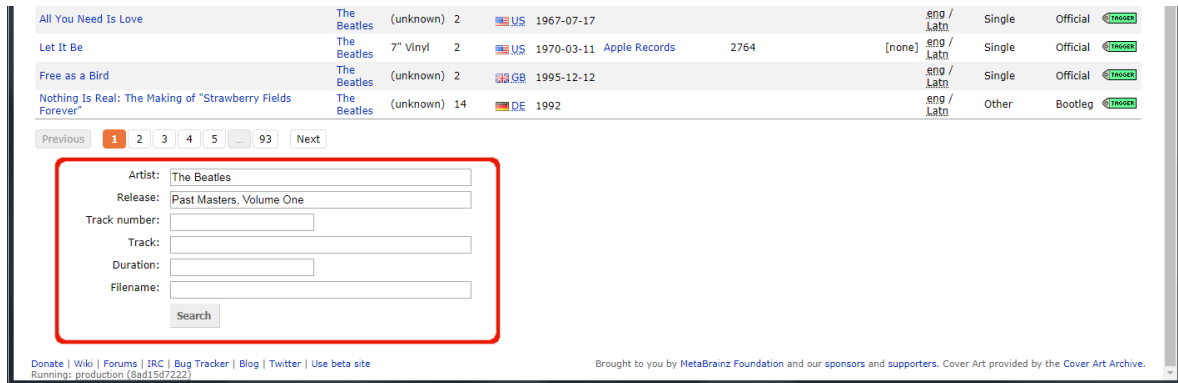 All You Need Is Love The Beatles (unknown) 2 US 1967-07-17 eng / Latn Single Official TAGGER
Let It Be The Beatles 7" Vinyl 2 US 1970-03-11 Apple Records 2764 [none] eng / Latn Single Official TAGGER
Free as a Bird The Beatles (unknown) 2 GB 1995-12-12 eng / Latn Single Official TAGGER
Nothing Is Real: The Making of "Strawberry Fields Forever" The Beatles (unknown) 14 DE 1992 eng / Latn Other Bootleg TAGGER
Previous 1 2 3 4 5 ... 93 Next
Artist: The Beatles
Release: Past Masters, Volume One
Track number:
Track:
Duration:
Filename:
Search
Donate | Wiki | Forums | IRC | Bug Tracker | Blog | Twitter | Use beta site Brought to you by MetaBrainz Foundation and our sponsors and supporters. Cover Art provided by the Cover Art Archive.
Running: production (8ad15d7222)